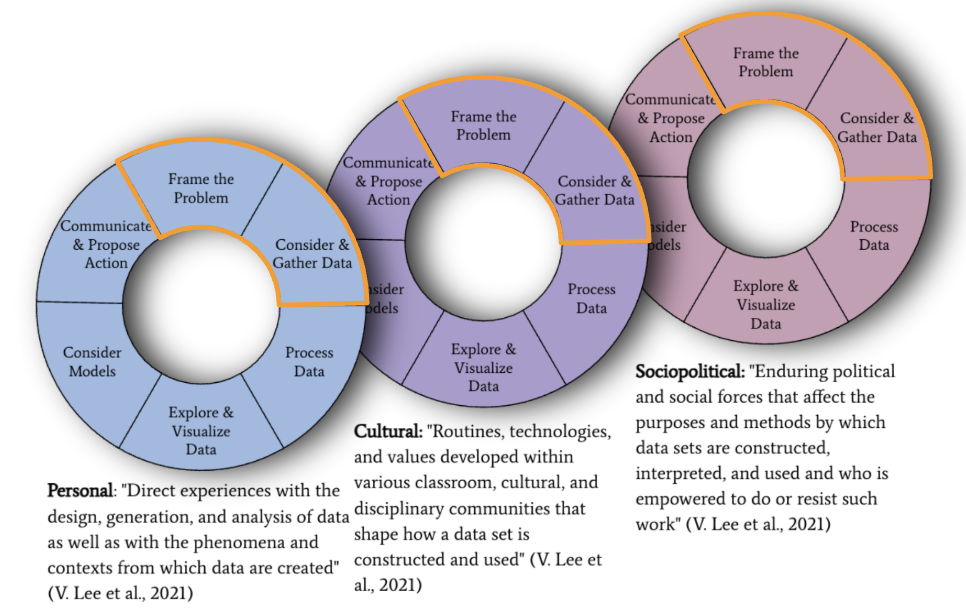 Frame the
Problem
Consider &
Gather Data
Process
Data
Explore &
Visualize
Data
Consider
Models
Communicate
& Propose
Action
Personal: "Direct experiences with the
design, generation, and analysis of data
as well as with the phenomena and
contexts from which data are created"
(V. Lee et al., 2021)
Frame the
Problem
Consider &
Gather Data
Process
Data
Explore &
Visualize
Data
nsider
odels
Communicate
& Propose
Action
Cultural: "Routines, technologies,
and values developed within
various classroom, cultural, and
disciplinary communities that
shape how a data set is
constructed and used" (V. Lee et
al., 2021)
Frame the
Problem
Consider &
Gather Data
Process
Data
Explore &
Visualize
Data
nsider
odels
Communicate
& Propose
Action
Sociopolitical: "Enduring political
and social forces that affect the
purposes and methods by which
data sets are constructed,
interpreted, and used and who is
empowered to do or resist such
work" (V. Lee et al., 2021)